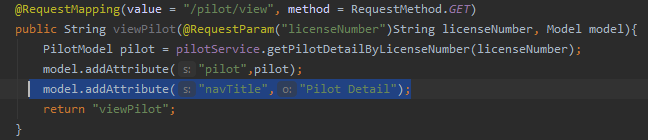 @RequestMapping(value = "/pilot/view", method = RequestMethod.GET)
public String viewPilot(@RequestParam("licenseNumber")String licenseNumber, Model model){
PilotModel pilot = pilotService.getPilotDetailByLicenseNumber(licenseNumber);
model.addAttribute( s: "pilot",pilot);
model.addAttribute( s: "navTitle", o: "Pilot Detail");
return "viewPilot";
}